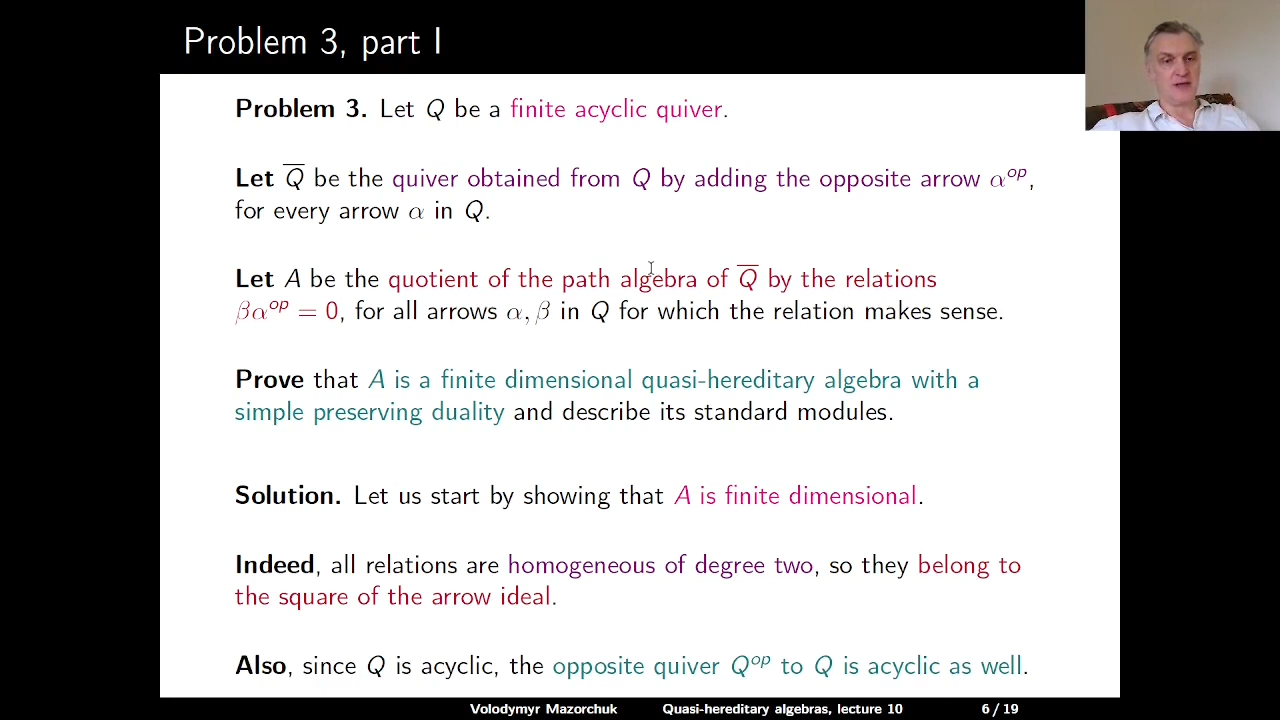 Problem 3, part I
Problem 3. Let Q be a finite acyclic quiver.
Let Q̅ be the quiver obtained from Q by adding the opposite arrow αᵒᵖ,
for every arrow α in Q.
Let A be the quotient of the path algebra of Q̅ by the relations
βαᵒᵖ = 0, for all arrows α, β in Q for which the relation makes sense.
Prove that A is a finite dimensional quasi-hereditary algebra with a
simple preserving duality and describe its standard modules.
Solution. Let us start by showing that A is finite dimensional.
Indeed, all relations are homogeneous of degree two, so they belong to
the square of the arrow ideal.
Also, since Q is acyclic, the opposite quiver Qᵒᵖ to Q is acyclic as well.
Volodymyr Mazorchuk Quasi-hereditary algebras, lecture 10 6 / 19